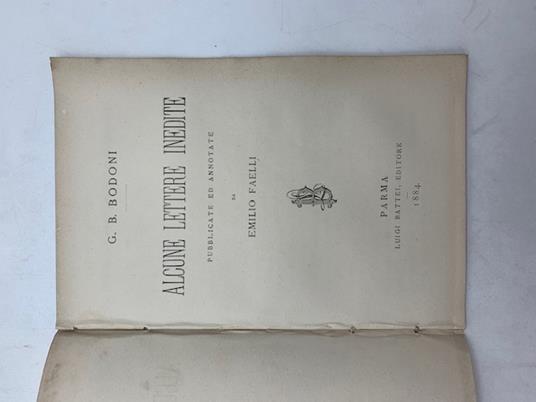 G. B. BODONI
ALCUNE LETTERE INEDITE
PUBBLICATE ED ANNOTATE
DA
EMILIO FAELLI
PARMA
LUIGI BATTEI, EDITORE
1884.